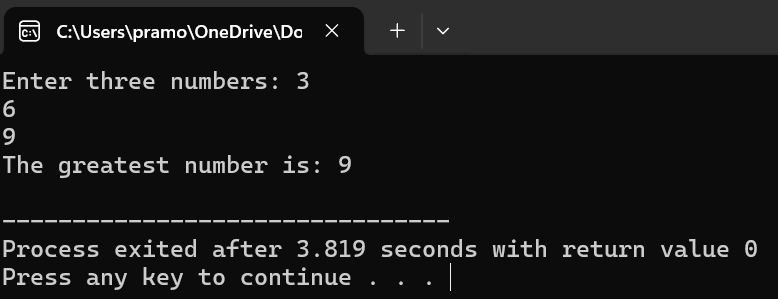 C:\Users\pramo\OneDrive\Do
Enter three numbers: 3
6
9
The greatest number is: 9
--------------------------------
Process exited after 3.819 seconds with return value 0
Press any key to continue . . .